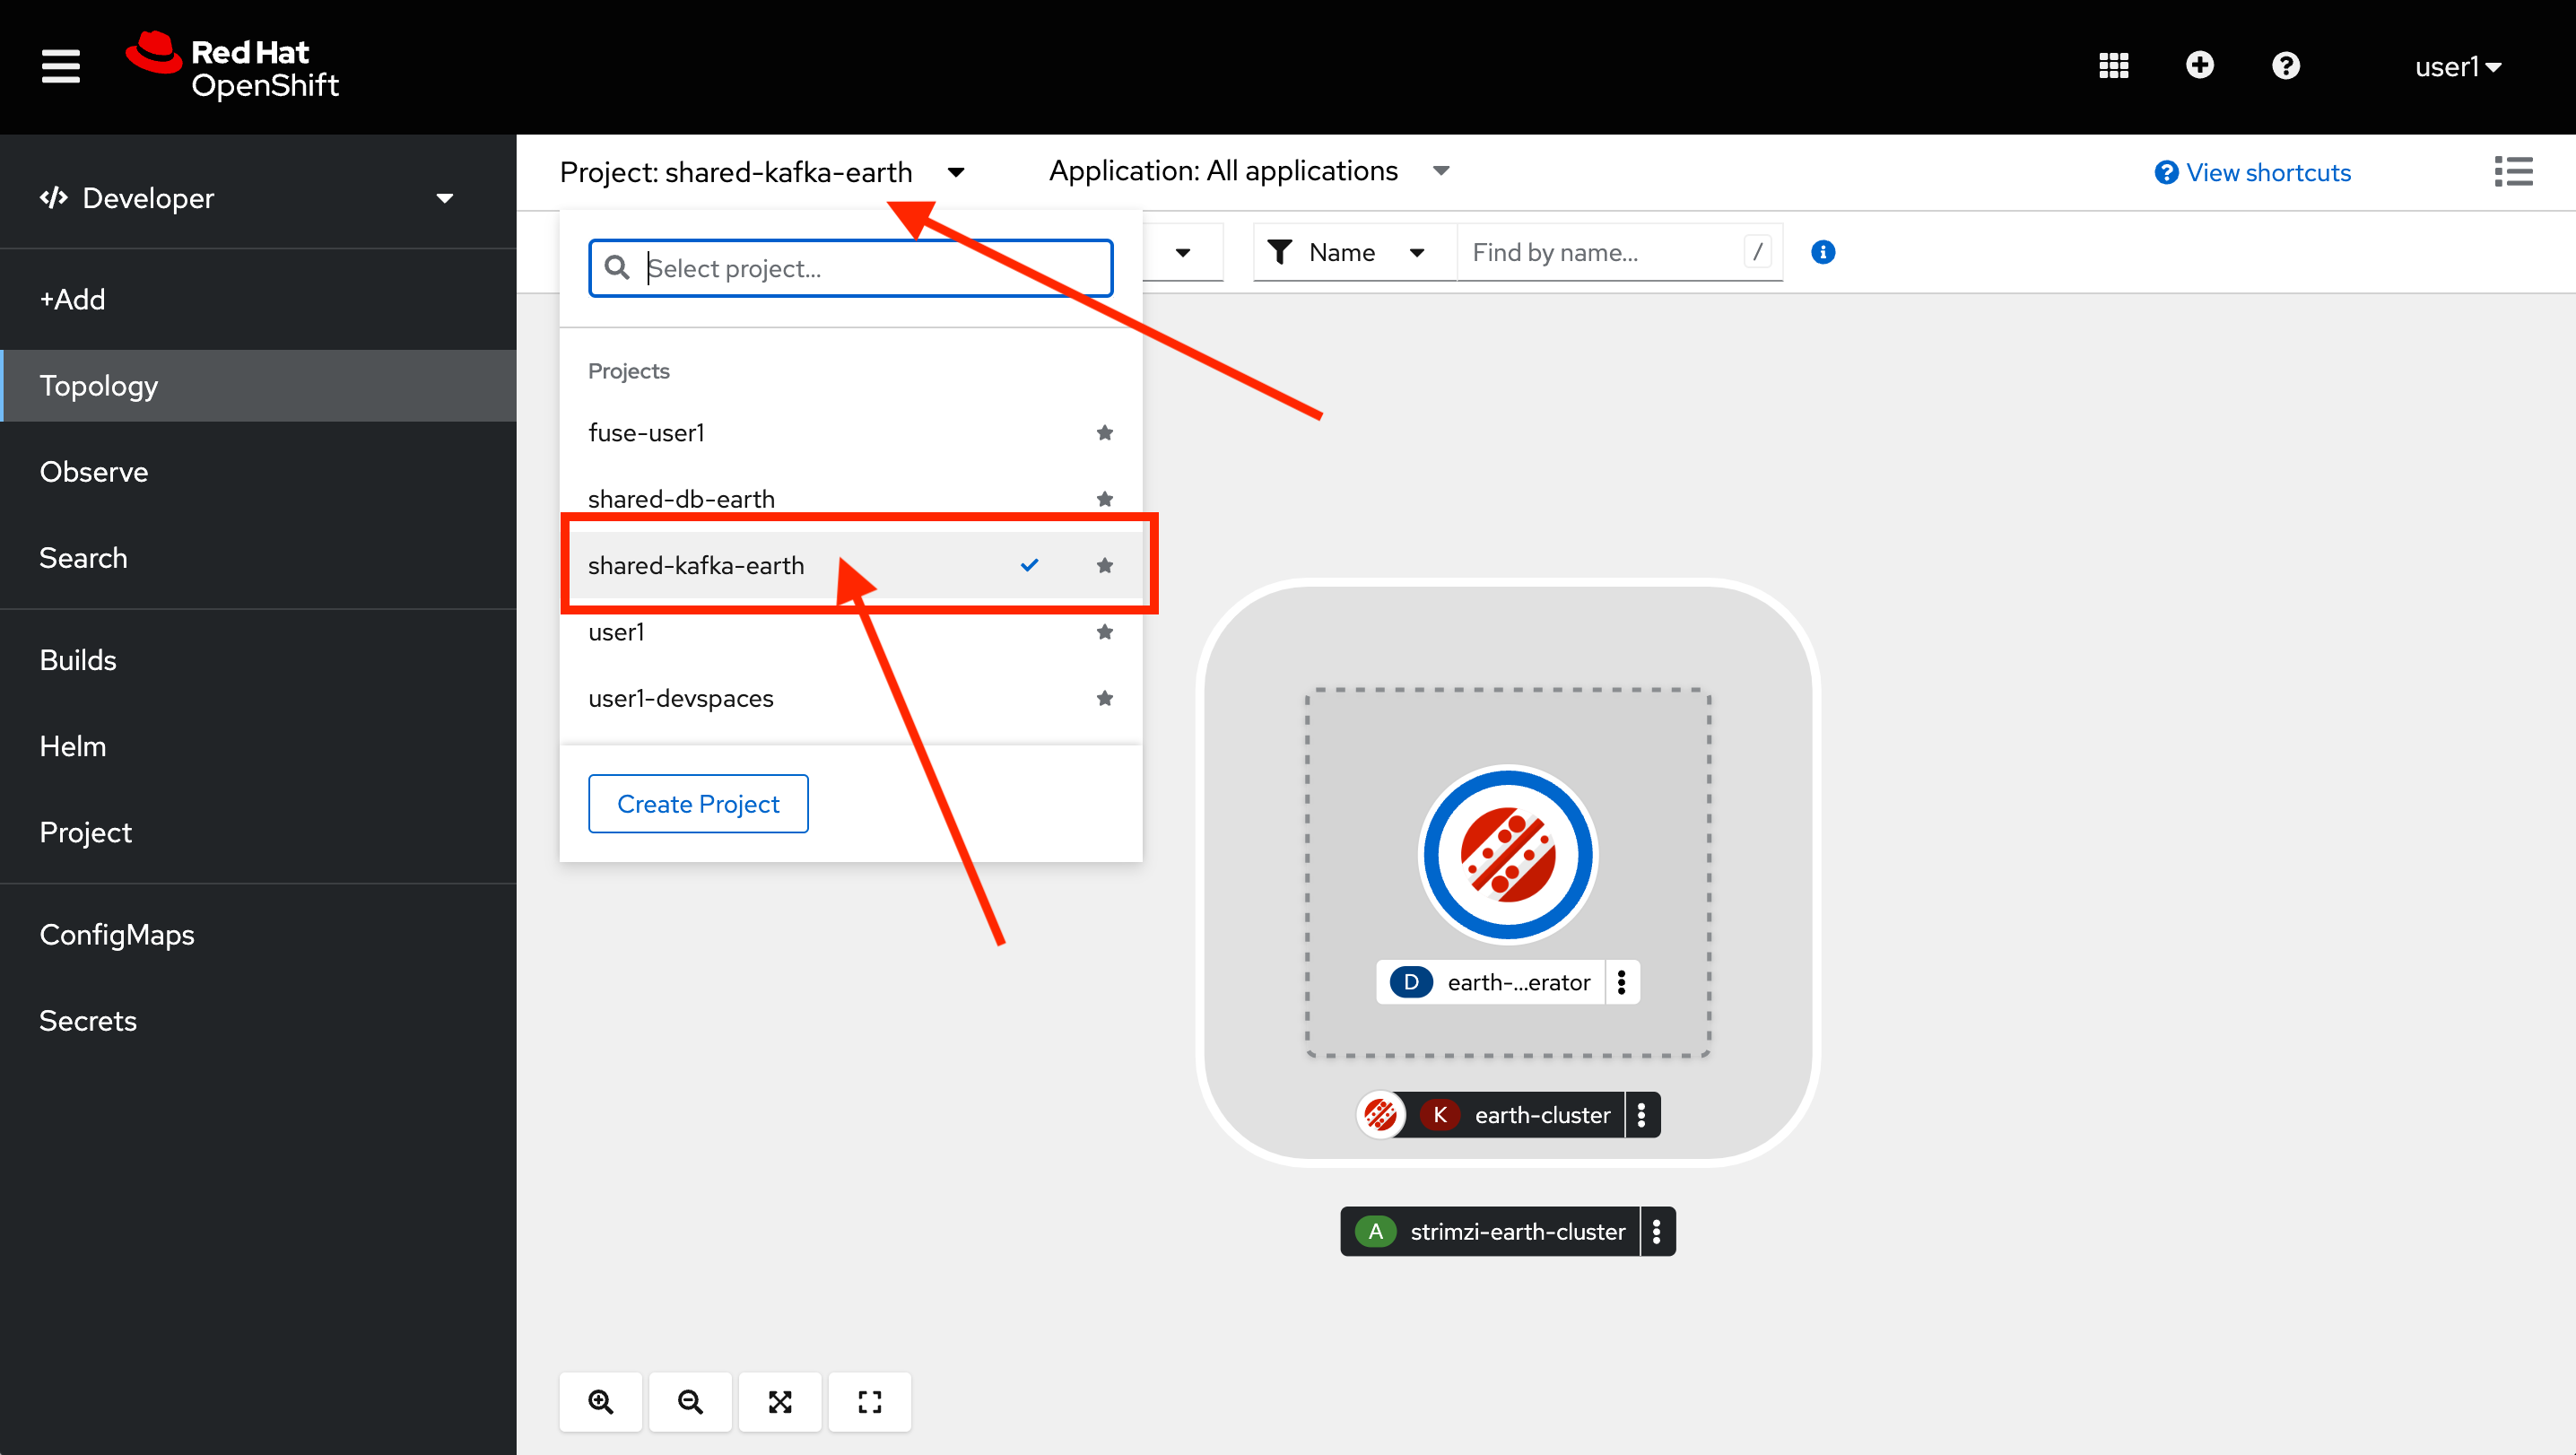 Red Hat
OpenShift
user1
Developer
+Add
Topology
Observe
Search
Builds
Helm
Project
ConfigMaps
Secrets
Project: shared-kafka-earth
Application: All applications
View shortcuts
Select project...
Name
Find by name...
/
Projects
fuse-user1
shared-db-earth
shared-kafka-earth
user1
user1-devspaces
Create Project
D earth-...erator
K earth-cluster
A strimzi-earth-cluster